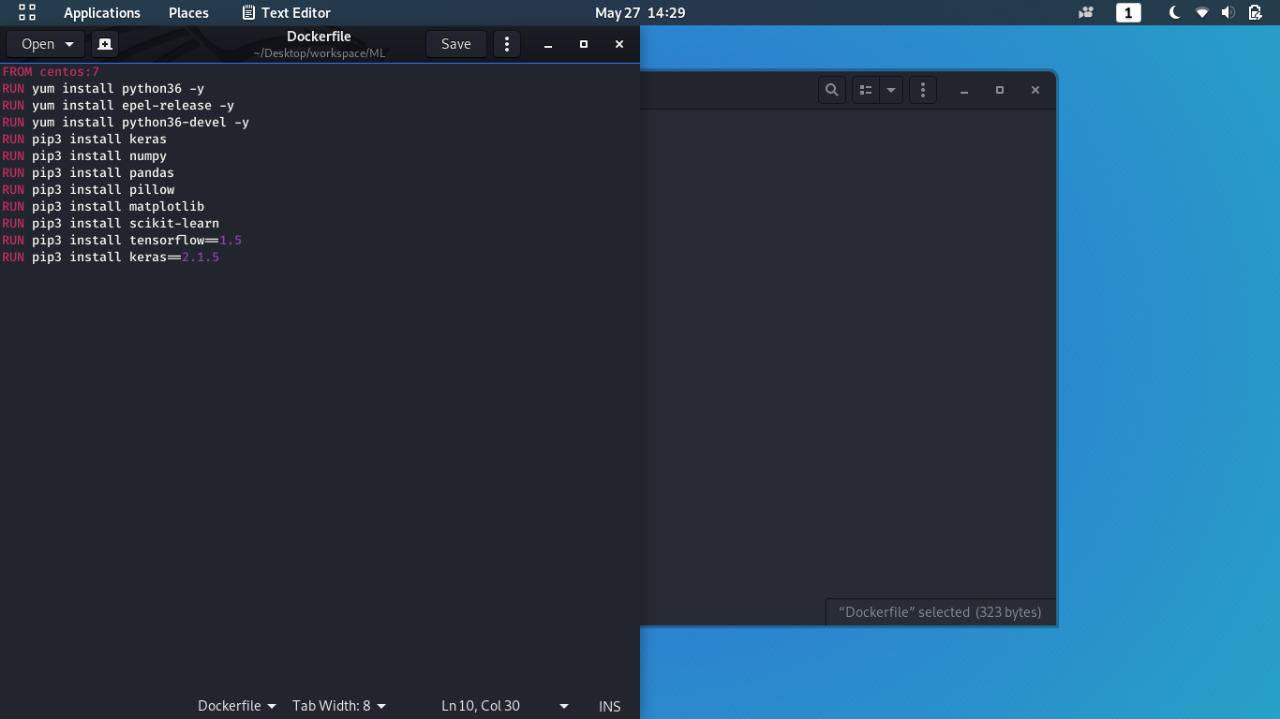 Applications Places Text Editor May 27 14:29 1
Open Dockerfile Save
~/Desktop/workspace/ML
FROM centos:7
RUN yum install python36 -y
RUN yum install epel-release -y
RUN yum install python36-devel -y
RUN pip3 install keras
RUN pip3 install numpy
RUN pip3 install pandas
RUN pip3 install pillow
RUN pip3 install matplotlib
RUN pip3 install scikit-learn
RUN pip3 install tensorflow==1.5
RUN pip3 install keras==2.1.5
"Dockerfile" selected (323 bytes)
Dockerfile Tab Width: 8 Ln 10, Col 30 INS